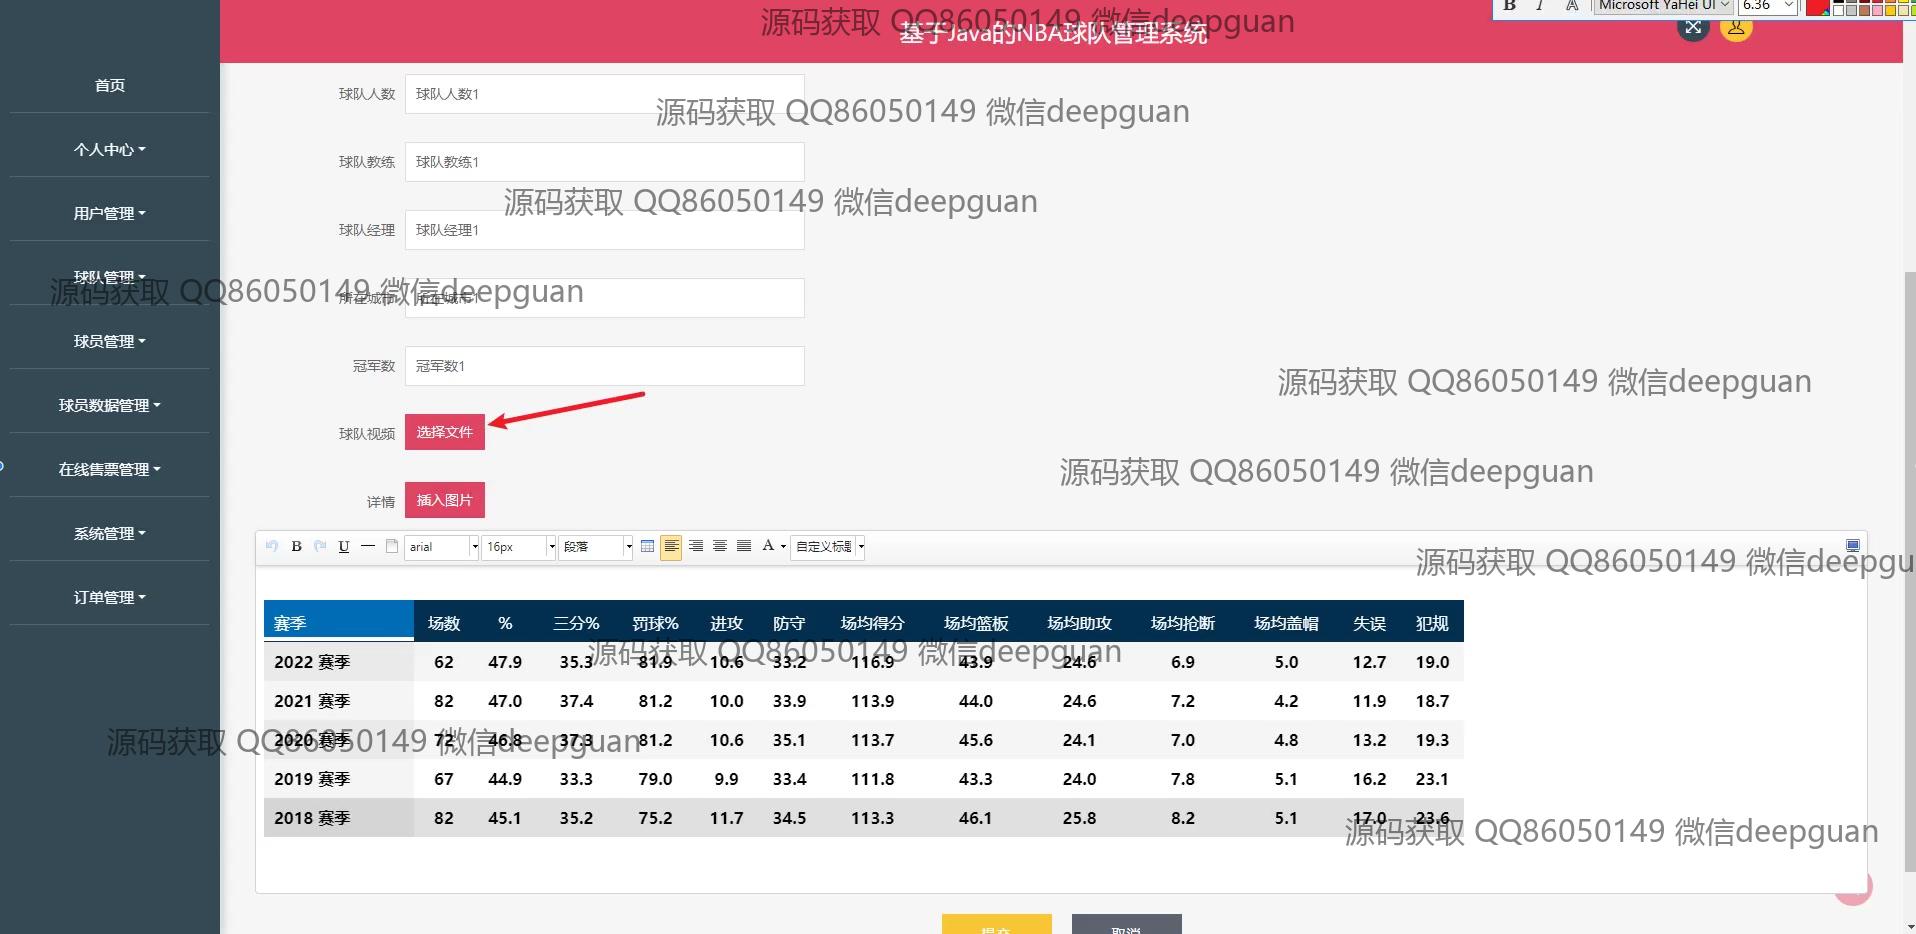 B I A Microsoft YaHei UI 6.36
源码获取 QQ86050149 微信deepguan
基于Java的NBA球队管理系统
首页
球队人数 球队人数1
源码获取 QQ86050149 微信deepguan
个人中心
球队教练 球队教练1
源码获取 QQ86050149 微信deepguan
用户管理
球队经理 球队经理1
球队管理
源码获取 QQ86050149 微信deepguan
所在城市 所在城市1
球员管理
冠军数 冠军数1
源码获取 QQ86050149 微信deepguan
球员数据管理
球队视频 选择文件
在线售票管理
源码获取 QQ86050149 微信deepguan
详情 插入图片
系统管理
B U arial 16px 段落 A 自定义标题
源码获取 QQ86050149 微信deepgu
订单管理
赛季 场数 % 三分% 罚球% 进攻 防守 场均得分 场均篮板 场均助攻 场均抢断 场均盖帽 失误 犯规
源码获取 QQ86050149 微信deepguan
2022 赛季 62 47.9 35.3 81.9 10.6 33.2 116.9 43.9 24.6 6.9 5.0 12.7 19.0
2021 赛季 82 47.0 37.4 81.2 10.0 33.9 113.9 44.0 24.6 7.2 4.2 11.9 18.7
2020 赛季 72 46.8 37.3 81.2 10.6 35.1 113.7 45.6 24.1 7.0 4.8 13.2 19.3
源码获取 QQ86050149 微信deepguan
2019 赛季 67 44.9 33.3 79.0 9.9 33.4 111.8 43.3 24.0 7.8 5.1 16.2 23.1
2018 赛季 82 45.1 35.2 75.2 11.7 34.5 113.3 46.1 25.8 8.2 5.1 17.0 23.6
源码获取 QQ86050149 微信deepguan
提交 取消